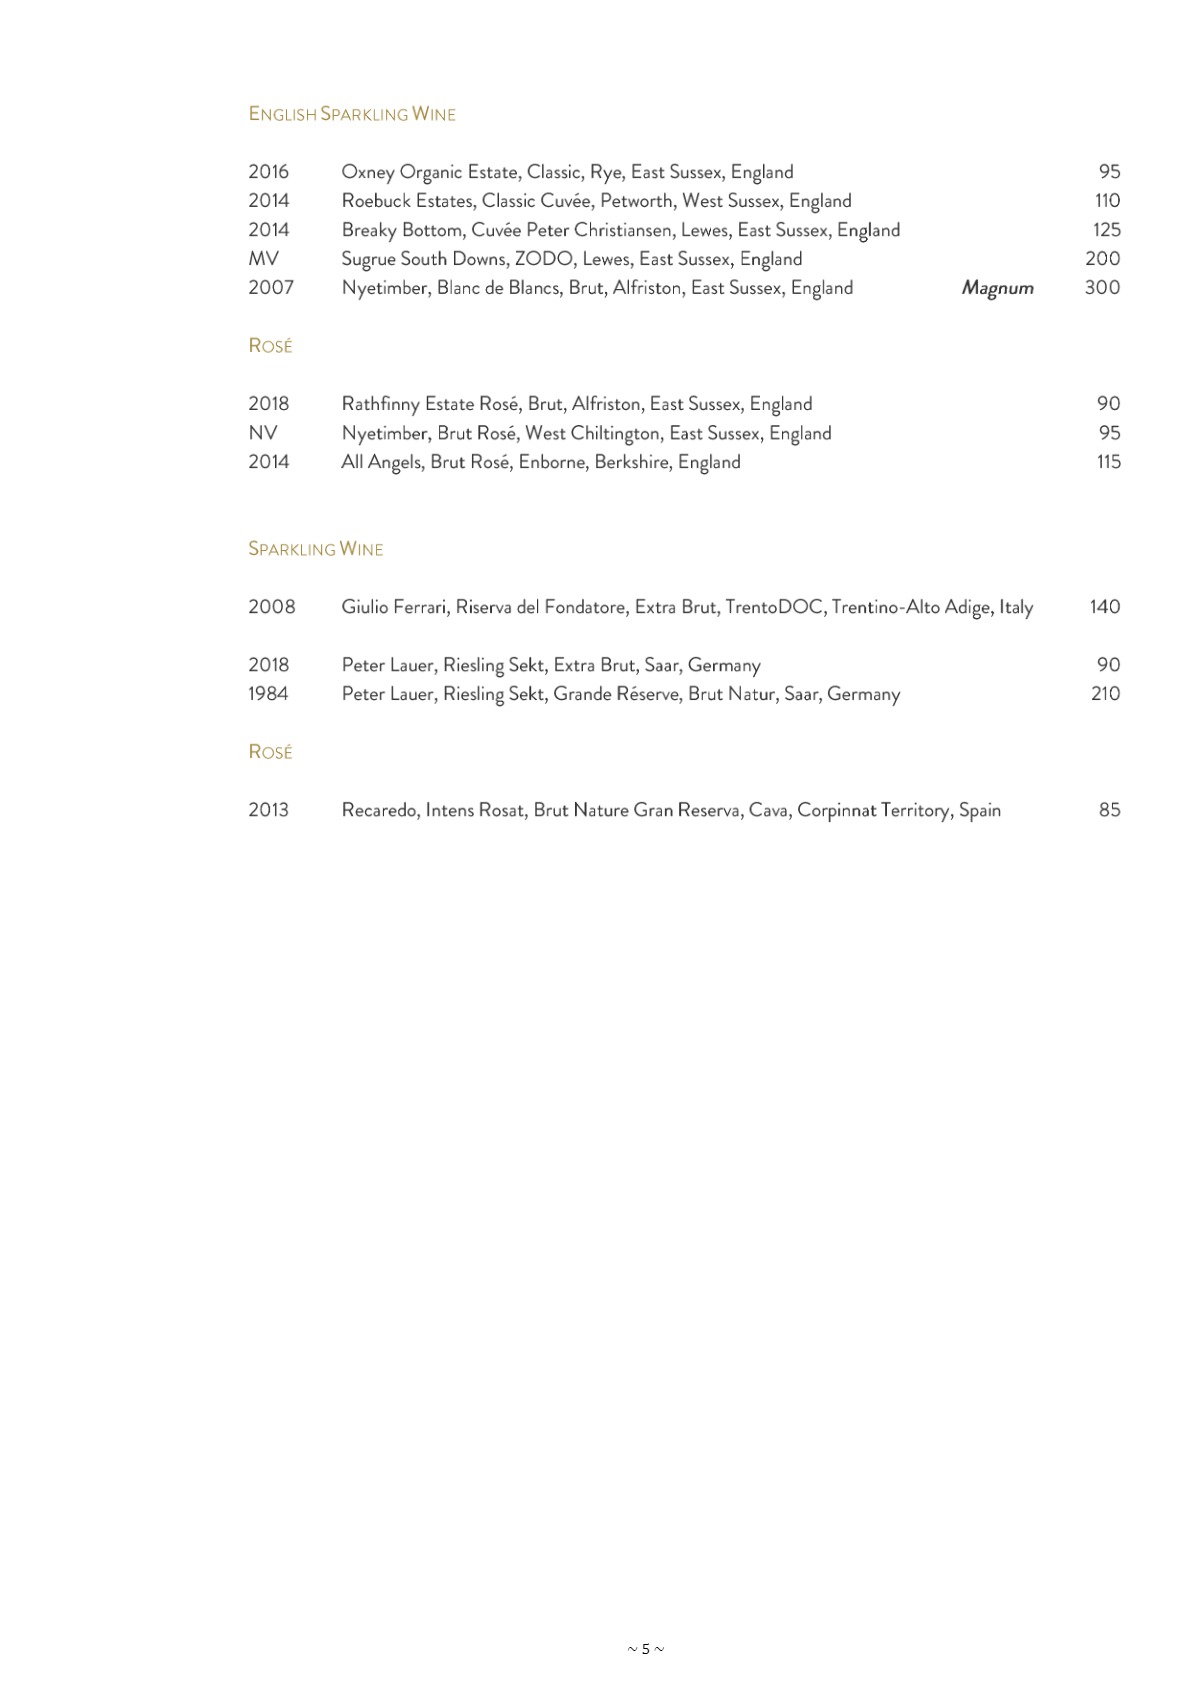 ENGLISH SPARKLING WINE
2016 Oxney Organic Estate, Classic, Rye, East Sussex, England 95
2014 Roebuck Estates, Classic Cuvée, Petworth, West Sussex, England 110
2014 Breaky Bottom, Cuvée Peter Christiansen, Lewes, East Sussex, England 125
MV Sugrue South Downs, ZODO, Lewes, East Sussex, England 200
2007 Nyetimber, Blanc de Blancs, Brut, Alfriston, East Sussex, England Magnum 300
ROSÉ
2018 Rathfinny Estate Rosé, Brut, Alfriston, East Sussex, England 90
NV Nyetimber, Brut Rosé, West Chiltington, East Sussex, England 95
2014 All Angels, Brut Rosé, Enborne, Berkshire, England 115
SPARKLING WINE
2008 Giulio Ferrari, Riserva del Fondatore, Extra Brut, TrentoDOC, Trentino-Alto Adige, Italy 140
2018 Peter Lauer, Riesling Sekt, Extra Brut, Saar, Germany 90
1984 Peter Lauer, Riesling Sekt, Grande Réserve, Brut Natur, Saar, Germany 210
ROSÉ
2013 Recaredo, Intens Rosat, Brut Nature Gran Reserva, Cava, Corpinnat Territory, Spain 85
~ 5 ~